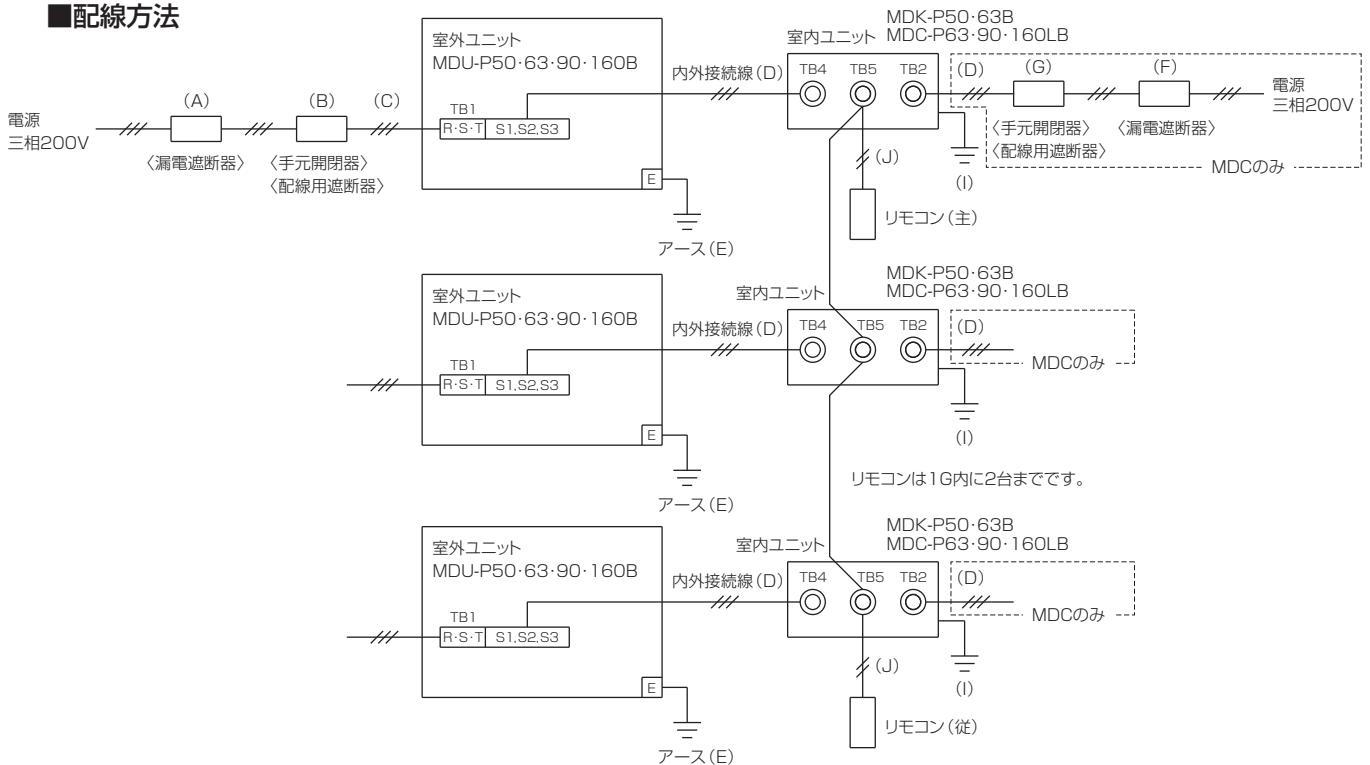 ■配線方法
室外ユニット
MDU-P50･63･90･160B
TB1
R･S･T S1,S2,S3
E
アース(E)
電源
三相200V
(A)
〈漏電遮断器〉
(B)
〈手元開閉器〉
〈配線用遮断器〉
(C)
内外接続線(D)
室内ユニット
MDK-P50･63B
MDC-P63･90･160LB
TB4 TB5 TB2
(D)
(G)
〈手元開閉器〉
〈配線用遮断器〉
(F)
〈漏電遮断器〉
電源
三相200V
MDCのみ
(I)
(J)
リモコン(主)
室外ユニット
MDU-P50･63･90･160B
TB1
R･S･T S1,S2,S3
E
アース(E)
内外接続線(D)
室内ユニット
MDK-P50･63B
MDC-P63･90･160LB
TB4 TB5 TB2
(D)
MDCのみ
(I)
リモコンは1G内に2台までです。
室外ユニット
MDU-P50･63･90･160B
TB1
R･S･T S1,S2,S3
E
アース(E)
内外接続線(D)
室内ユニット
MDK-P50･63B
MDC-P63･90･160LB
TB4 TB5 TB2
(D)
MDCのみ
(I)
(J)
リモコン(従)